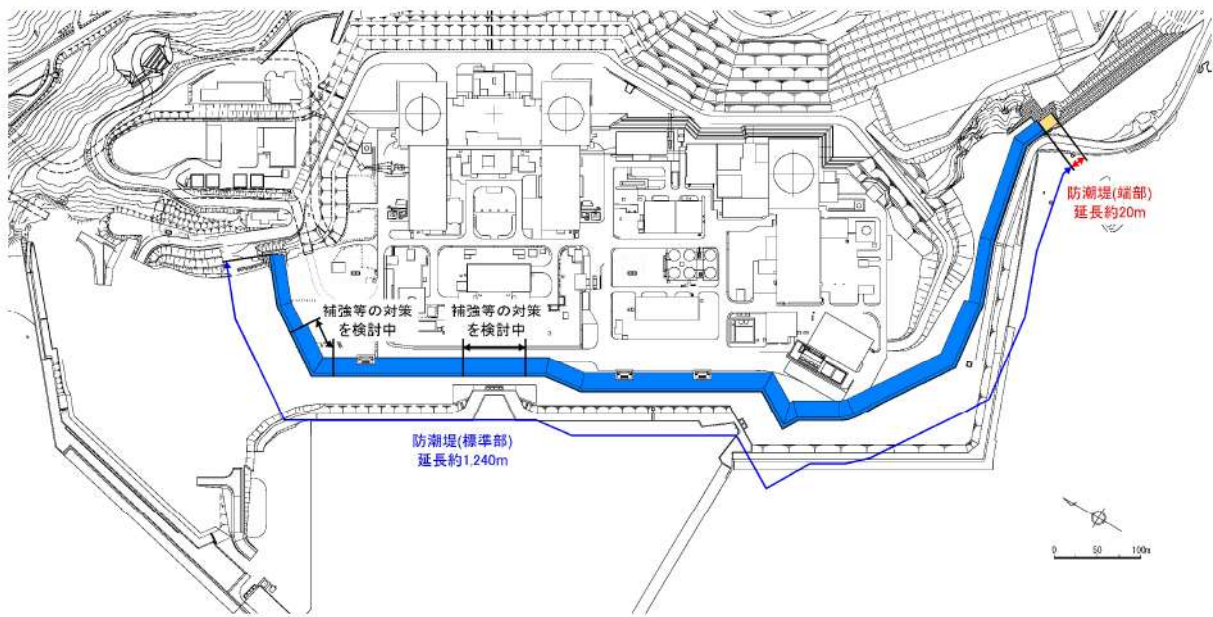 防潮堤(端部)
延長約20m
補強等の対策
を検討中
補強等の対策
を検討中
防潮堤(標準部)
延長約1,240m
0 50 100m